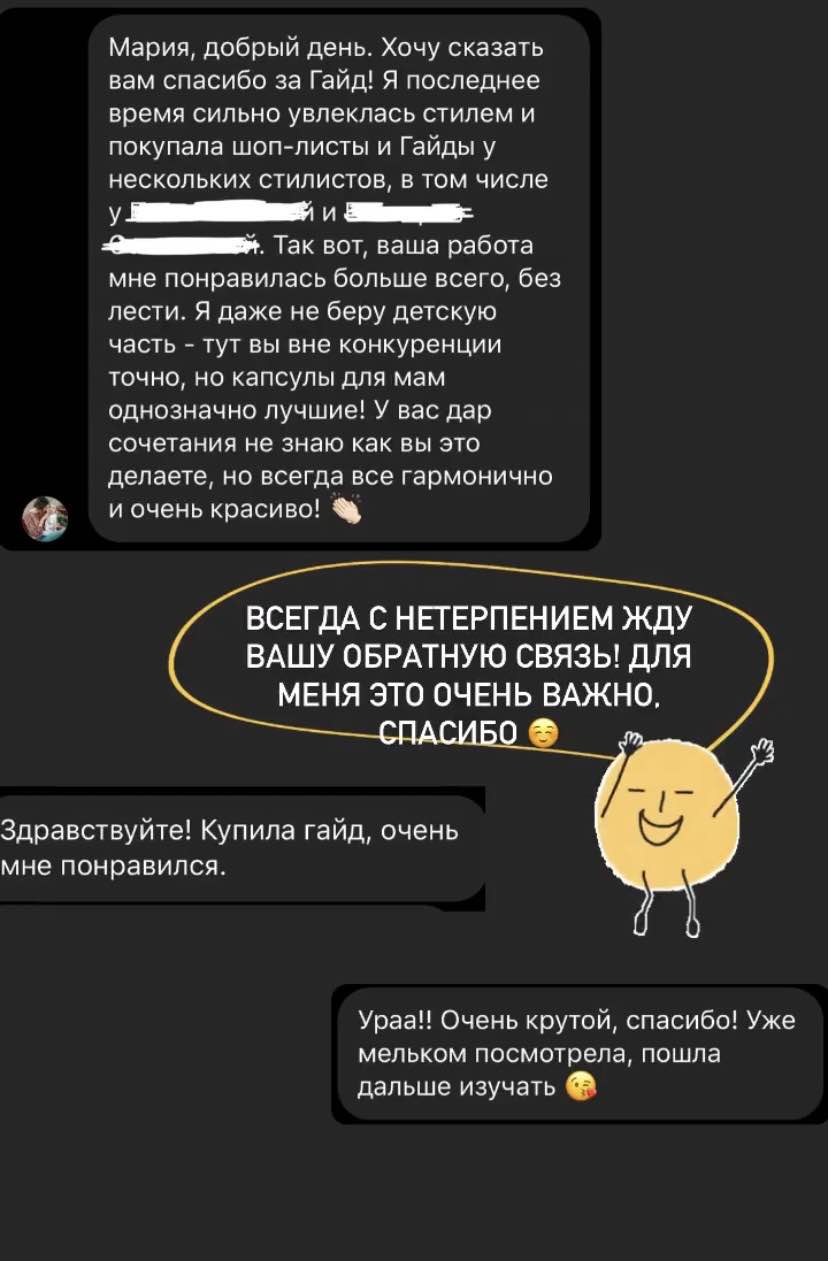 Мария, добрый день. Хочу сказать
вам спасибо за Гайд! Я последнее
время сильно увлеклась стилем и
покупала шоп-листы и Гайды у
нескольких стилистов, в том числе
у й и
й. Так вот, ваша работа
мне понравилась больше всего, без
лести. Я даже не беру детскую
часть - тут вы вне конкуренции
точно, но капсулы для мам
однозначно лучшие! У вас дар
сочетания не знаю как вы это
делаете, но всегда все гармонично
и очень красиво! 👏🏻
ВСЕГДА С НЕТЕРПЕНИЕМ ЖДУ
ВАШУ ОБРАТНУЮ СВЯЗЬ! ДЛЯ
МЕНЯ ЭТО ОЧЕНЬ ВАЖНО.
СПАСИБО ☺️
Здравствуйте! Купила гайд, очень
мне понравился.
Ураа!! Очень крутой, спасибо! Уже
мельком посмотрела, пошла
дальше изучать 😘